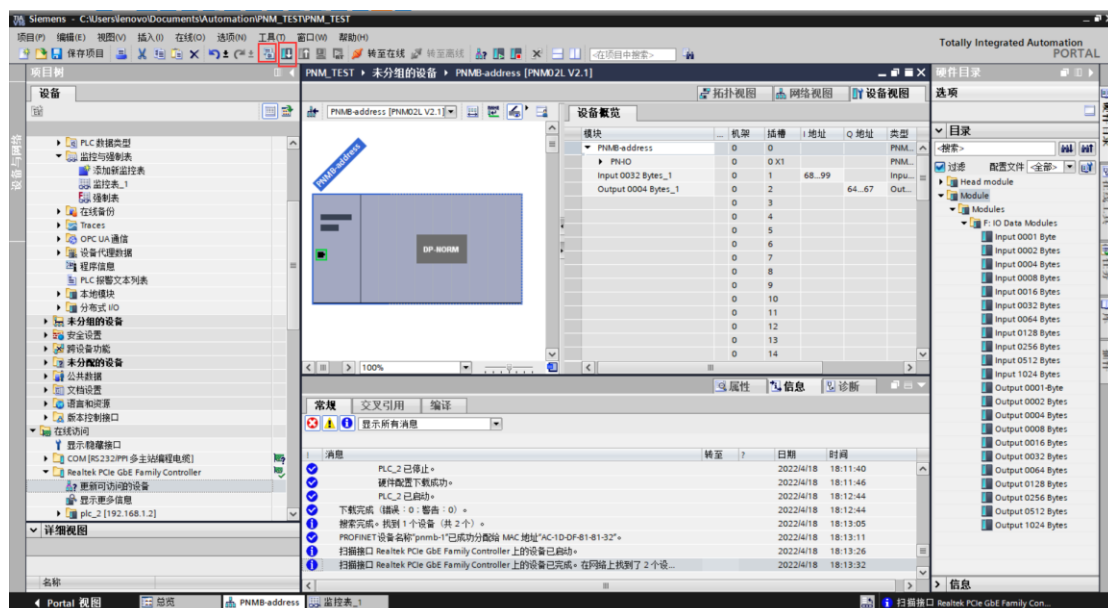 Siemens - C:\Users\lenovo\Documents\Automation\PNM_TEST\PNM_TEST
项目(P) 编辑(E) 视图(V) 插入(I) 在线(O) 选项(N) 工具(T) 窗口(W) 帮助(H)
Totally Integrated Automation
PORTAL
保存项目 转至在线 转至离线 <在项目中搜索>
项目树
设备
PLC 数据类型
监控与强制表
添加新监控表
监控表_1
强制表
在线备份
Traces
OPC UA 通信
设备代理数据
程序信息
PLC 报警文本列表
本地模块
分布式 I/O
未分组的设备
安全设置
跨设备功能
未分配的设备
公共数据
文档设置
语言和资源
版本控制接口
在线访问
显示/隐藏接口
COM [RS232/PPI 多主站编程电缆]
Realtek PCIe GbE Family Controller
更新可访问的设备
显示更多信息
plc_2 [192.168.1.2]
详细视图
名称
设备与网络
PNM_TEST ▸ 未分组的设备 ▸ PNMB-address [PNM02L V2.1]
拓扑视图 网络视图 设备视图
PNMB-address [PNM02L V2.1]
PNMB-address
DP-NORM
100%
设备概览
模块 ... 机架 插槽 I 地址 Q 地址 类型
PNMB-address 0 0 PNM...
PN-IO 0 0 X1 PNM...
Input 0032 Bytes_1 0 1 68...99 Inpu...
Output 0004 Bytes_1 0 2 64...67 Out...
0 3
0 4
0 5
0 6
0 7
0 8
0 9
0 10
0 11
0 12
0 13
0 14
属性 信息 诊断
常规 交叉引用 编译
显示所有消息
! 消息 转至 ? 日期 时间
PLC_2 已停止。 2022/4/18 18:11:40
硬件配置下载成功。 2022/4/18 18:11:46
PLC_2 已启动。 2022/4/18 18:12:44
下载完成（错误：0；警告：0）。 2022/4/18 18:12:44
搜索完成。找到 1 个设备（共 2 个）。 2022/4/18 18:13:05
PROFINET 设备名称"pnmb-1"已成功分配给 MAC 地址"AC-1D-DF-81-81-32"。 2022/4/18 18:13:11
扫描接口 Realtek PCIe GbE Family Controller 上的设备已启动。 2022/4/18 18:13:26
扫描接口 Realtek PCIe GbE Family Controller 上的设备已完成。在网络上找到了 2 个设... 2022/4/18 18:13:32
硬件目录
选项
目录
<搜索>
过滤 配置文件 <全部>
Head module
Module
Modules
F: IO Data Modules
Input 0001 Byte
Input 0002 Bytes
Input 0004 Bytes
Input 0008 Bytes
Input 0016 Bytes
Input 0032 Bytes
Input 0064 Bytes
Input 0128 Bytes
Input 0256 Bytes
Input 0512 Bytes
Input 1024 Bytes
Output 0001-Byte
Output 0002 Bytes
Output 0004 Bytes
Output 0008 Bytes
Output 0016 Bytes
Output 0032 Bytes
Output 0064 Bytes
Output 0128 Bytes
Output 0256 Bytes
Output 0512 Bytes
Output 1024 Bytes
信息
Portal 视图 总览 PNMB-address 监控表_1 扫描接口 Realtek PCIe GbE Family Con...